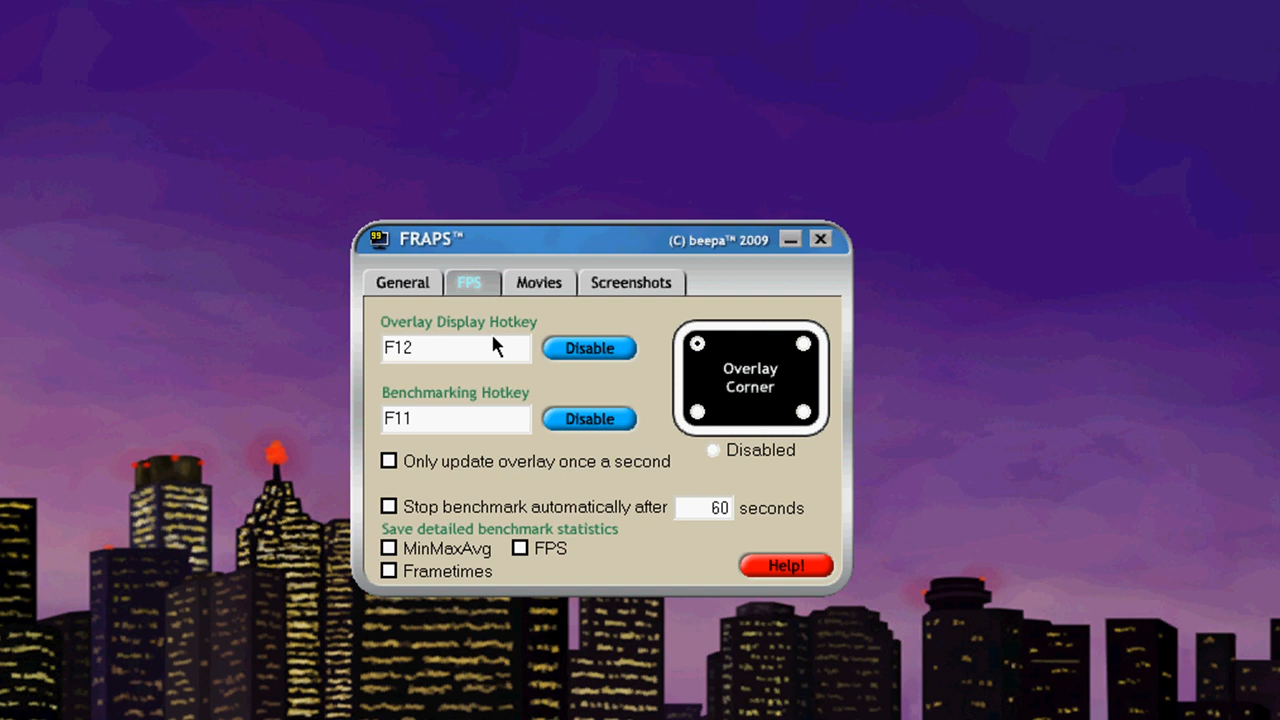 99 FRAPS™ (C) beepa™ 2009
General FPS Movies Screenshots
Overlay Display Hotkey
F12 Disable
Overlay
Corner
Benchmarking Hotkey
F11 Disable
Disabled
Only update overlay once a second
Stop benchmark automatically after 60 seconds
Save detailed benchmark statistics
MinMaxAvg FPS
Frametimes
Help!